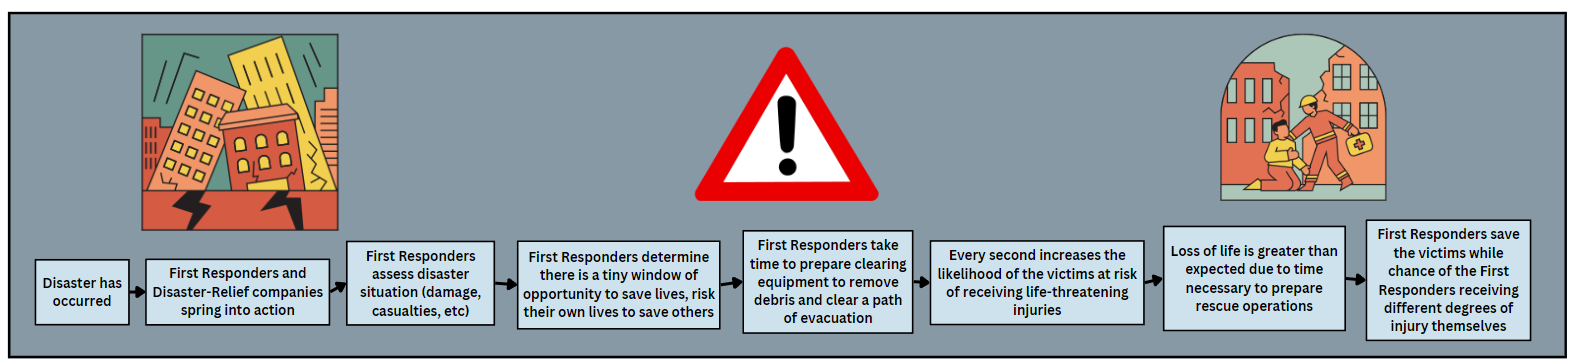 Disaster has
occurred
First Responders and
Disaster-Relief companies
spring into action
First Responders
assess disaster
situation (damage,
casualties, etc)
First Responders determine
there is a tiny window of
opportunity to save lives, risk
their own lives to save others
First Responders take
time to prepare clearing
equipment to remove
debris and clear a path
of evacuation
Every second increases the
likelihood of the victims at risk
of receiving life-threatening
injuries
Loss of life is greater than
expected due to time
necessary to prepare
rescue operations
First Responders save
the victims while
chance of the First
Responders receiving
different degrees of
injury themselves